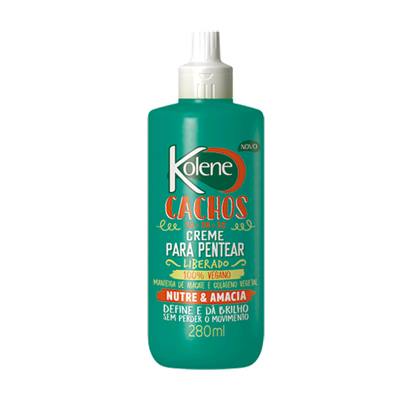 NOVO
Kolene
CACHOS
CREME
PARA PENTEAR
LIBERADO
100% VEGANO
MANTEIGA DE ABACATE E COLÁGENO VEGETAL
NUTRE & AMACIA
DEFINE E DÁ BRILHO
SEM PERDER O MOVIMENTO
280ml